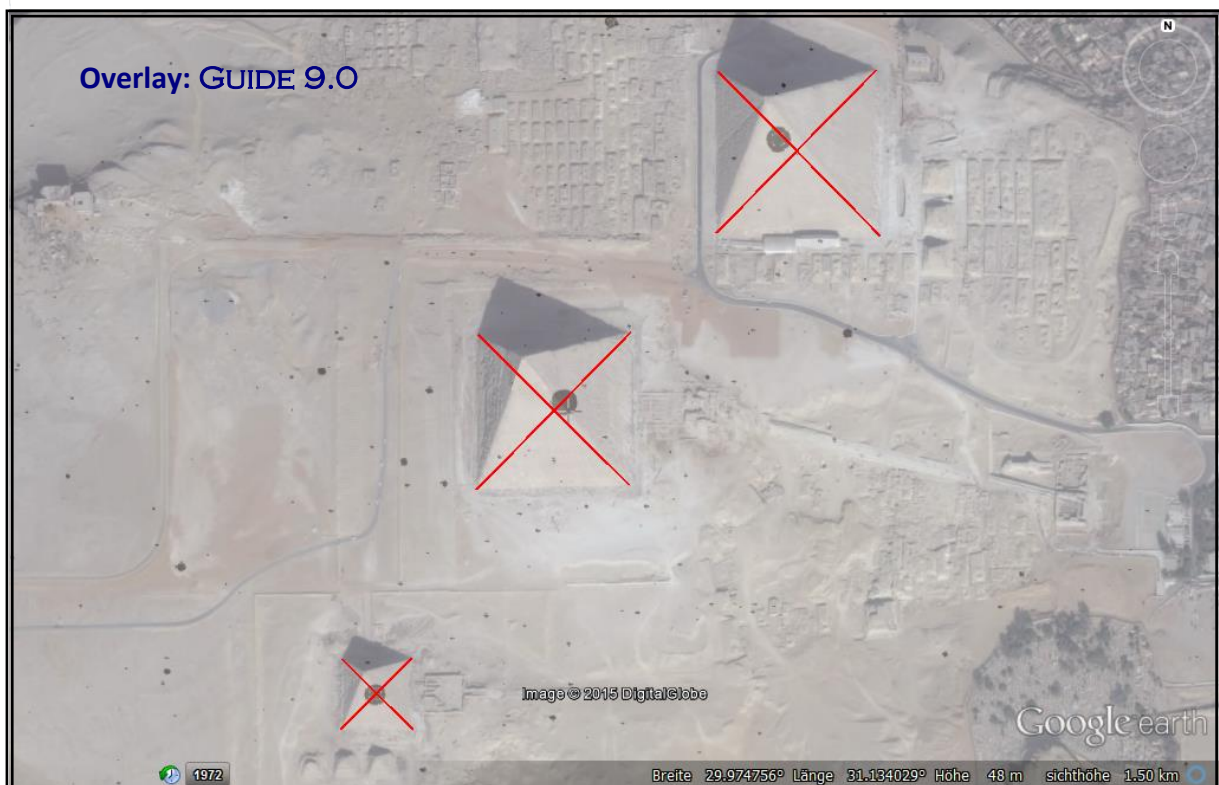 N
Overlay: GUIDE 9.0
Image © 2015 DigitalGlobe
Google earth
1972
Breite 29.974756° Länge 31.134029° Höhe 48 m sichthöhe 1.50 km